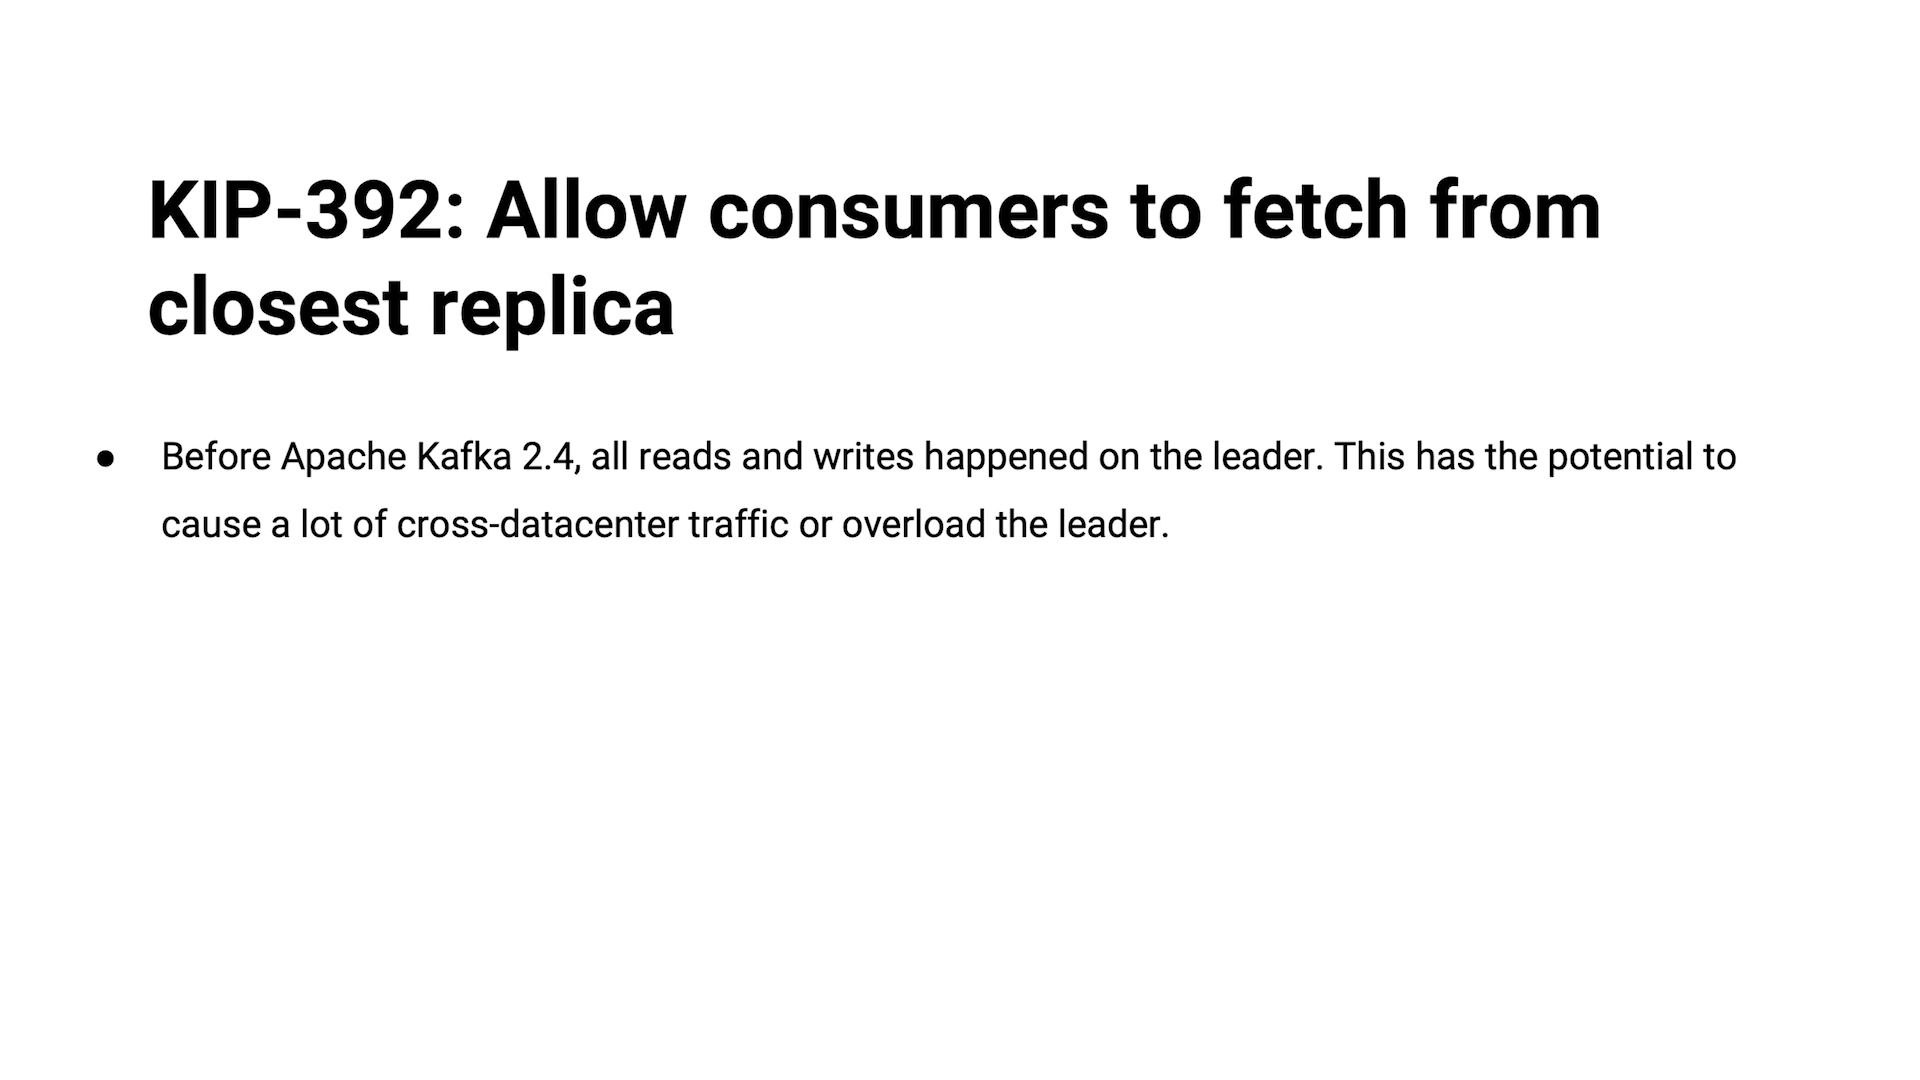 KIP-392: Allow consumers to fetch from
closest replica
● Before Apache Kafka 2.4, all reads and writes happened on the leader. This has the potential to
cause a lot of cross-datacenter traffic or overload the leader.